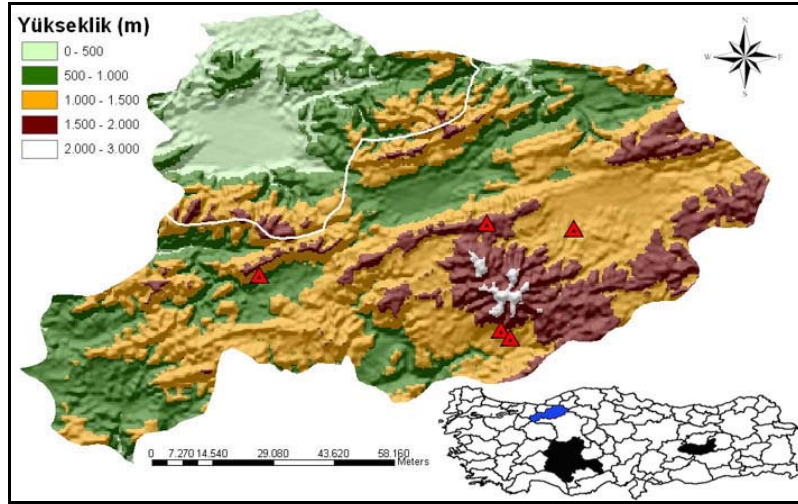 Yükseklik (m)
0 - 500
500 - 1.000
1.000 - 1.500
1.500 - 2.000
2.000 - 3.000
N
W E
S
0 7.270 14.540 29.080 43.620 58.160
Meters